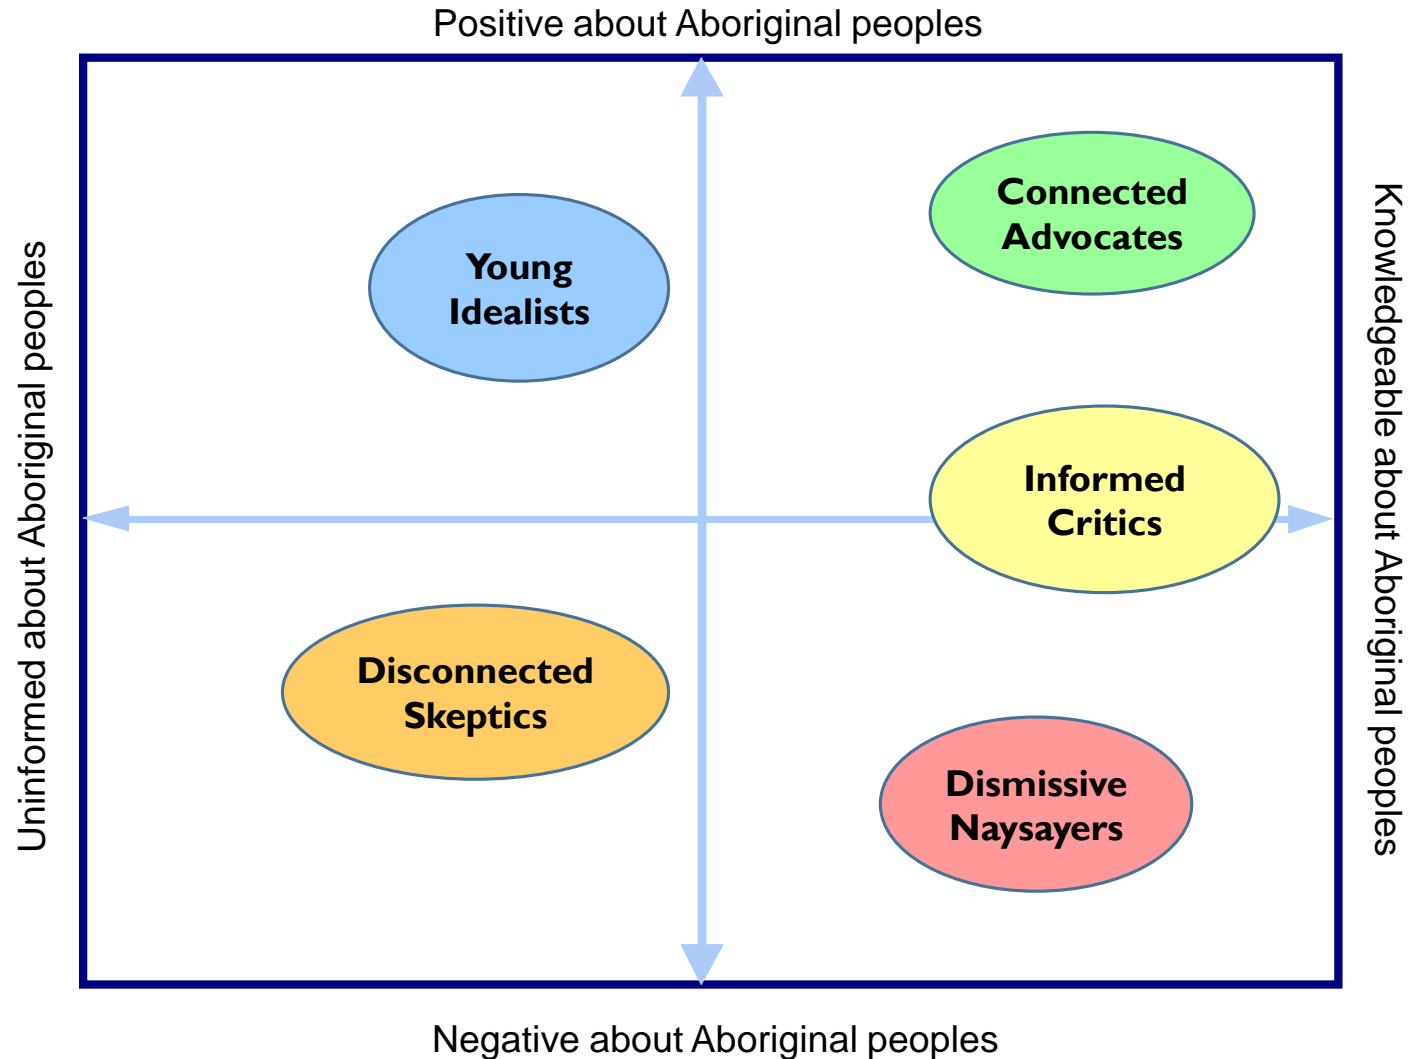 Positive about Aboriginal peoples
Uninformed about Aboriginal peoples
Young
Idealists
Connected
Advocates
Informed
Critics
Disconnected
Skeptics
Dismissive
Naysayers
Knowledgeable about Aboriginal peoples
Negative about Aboriginal peoples